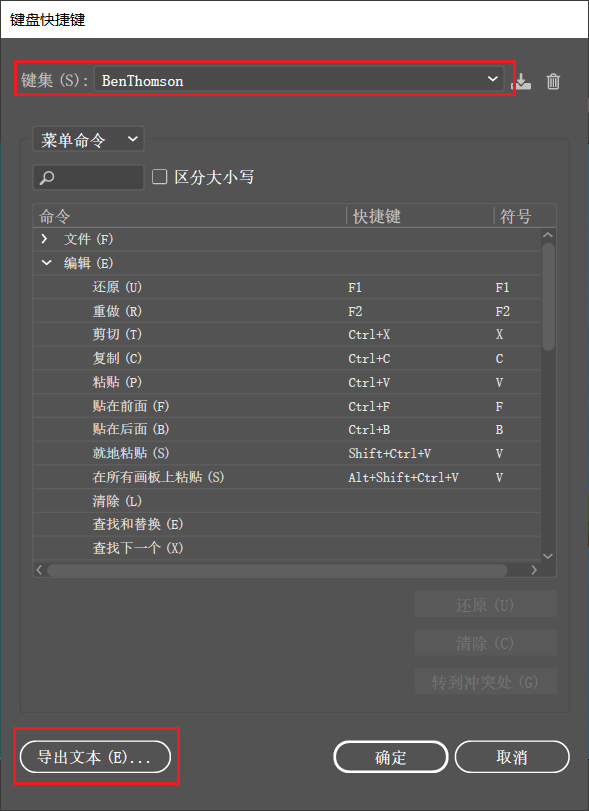 键盘快捷键
键集 (S): BenThomson
菜单命令
区分大小写
命令 快捷键 符号
文件 (F)
编辑 (E)
还原 (U) F1 F1
重做 (R) F2 F2
剪切 (T) Ctrl+X X
复制 (C) Ctrl+C C
粘贴 (P) Ctrl+V V
贴在前面 (F) Ctrl+F F
贴在后面 (B) Ctrl+B B
就地粘贴 (S) Shift+Ctrl+V V
在所有画板上粘贴 (S) Alt+Shift+Ctrl+V V
清除 (L)
查找和替换 (E)
查找下一个 (X)
还原 (U)
清除 (C)
转到冲突处 (G)
导出文本 (E)... 确定 取消